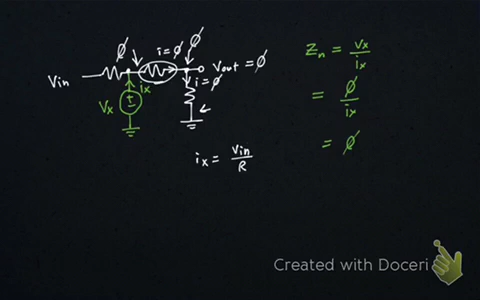 ∅ i = ∅ ∅
Vin Vout = ∅
ix i = ∅
Vx
+
−
ix = Vin / R
Zn = Vx / ix
= ∅ / ix
= ∅
Created with Doceri